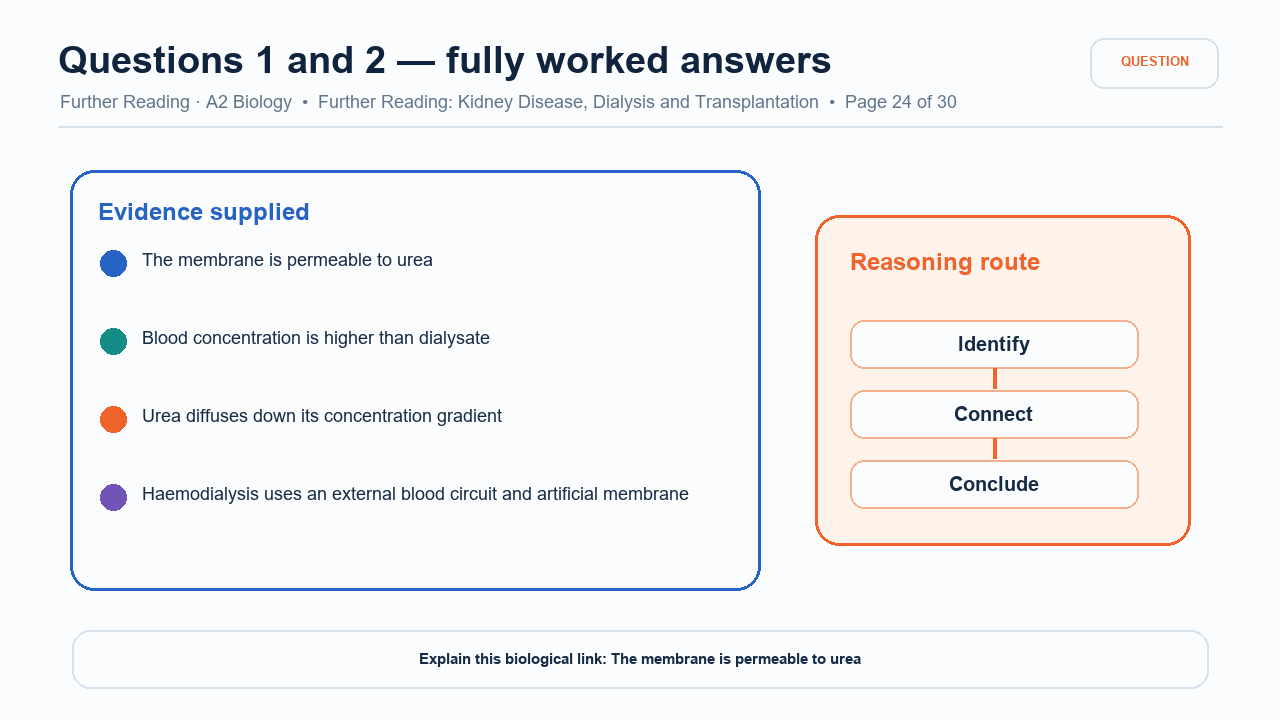 Questions 1 and 2 — fully worked answers
QUESTION
Further Reading · A2 Biology • Further Reading: Kidney Disease, Dialysis and Transplantation • Page 24 of 30
Evidence supplied
The membrane is permeable to urea
Blood concentration is higher than dialysate
Urea diffuses down its concentration gradient
Haemodialysis uses an external blood circuit and artificial membrane
Reasoning route
Identify
Connect
Conclude
Explain this biological link: The membrane is permeable to urea